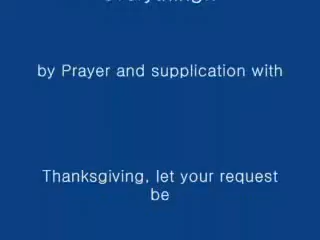 by Prayer and supplication with
Thanksgiving, let your request
be